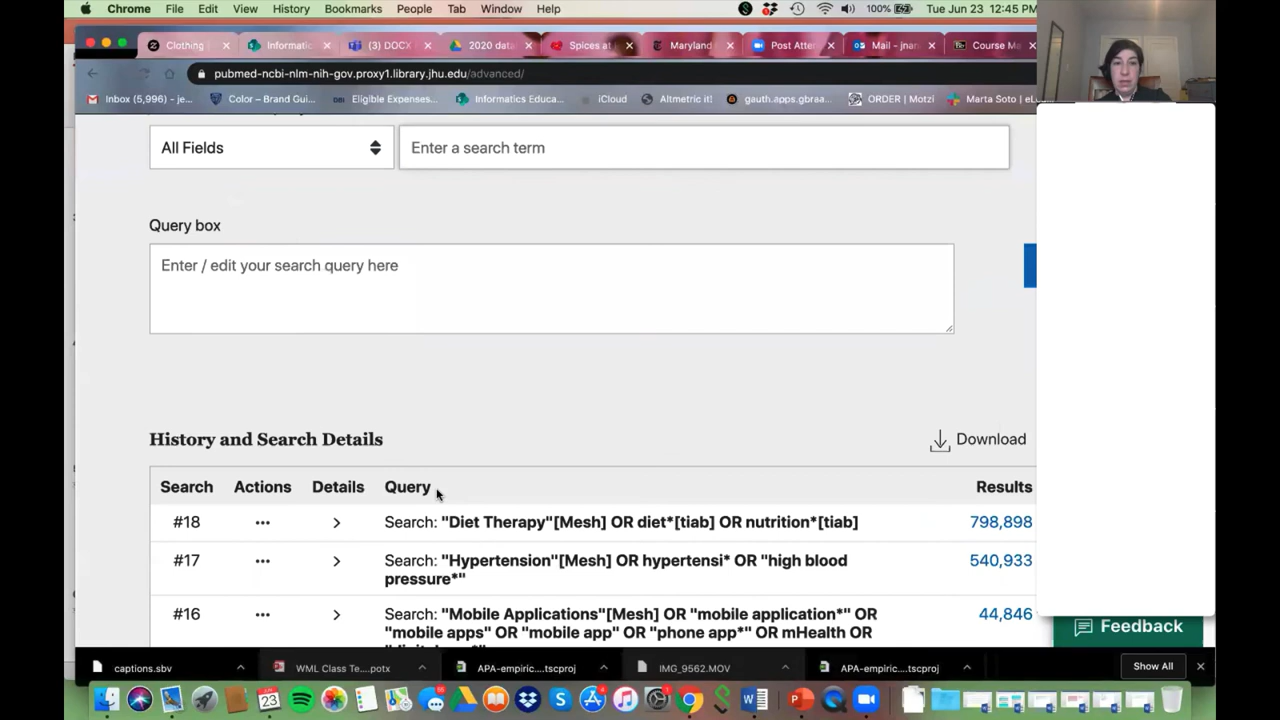 Chrome File Edit View History Bookmarks People Tab Window Help 100% Tue Jun 23 12:45 PM
Clothing Informatic (3) DOCX 2020 data Spices at Maryland Post Atten Mail - jnar Course Ma
pubmed-ncbi-nlm-nih-gov.proxy1.library.jhu.edu/advanced/
Inbox (5,996) - je... Color – Brand Gui... Eligible Expenses... Informatics Educa... iCloud Altmetric it! gauth.apps.gbraa... ORDER | Motzi Marta Soto | eLo
All Fields Enter a search term
Query box
Enter / edit your search query here
History and Search Details Download
Search Actions Details Query Results
#18 Search: "Diet Therapy"[Mesh] OR diet*[tiab] OR nutrition*[tiab] 798,898
#17 Search: "Hypertension"[Mesh] OR hypertensi* OR "high blood 540,933
pressure*"
#16 Search: "Mobile Applications"[Mesh] OR "mobile application*" OR 44,846
"mobile apps" OR "mobile app" OR "phone app*" OR mHealth OR
Feedback
captions.sbv WML Class Te....potx APA-empiric....tscproj IMG_9562.MOV APA-empiric....tscproj Show All
23